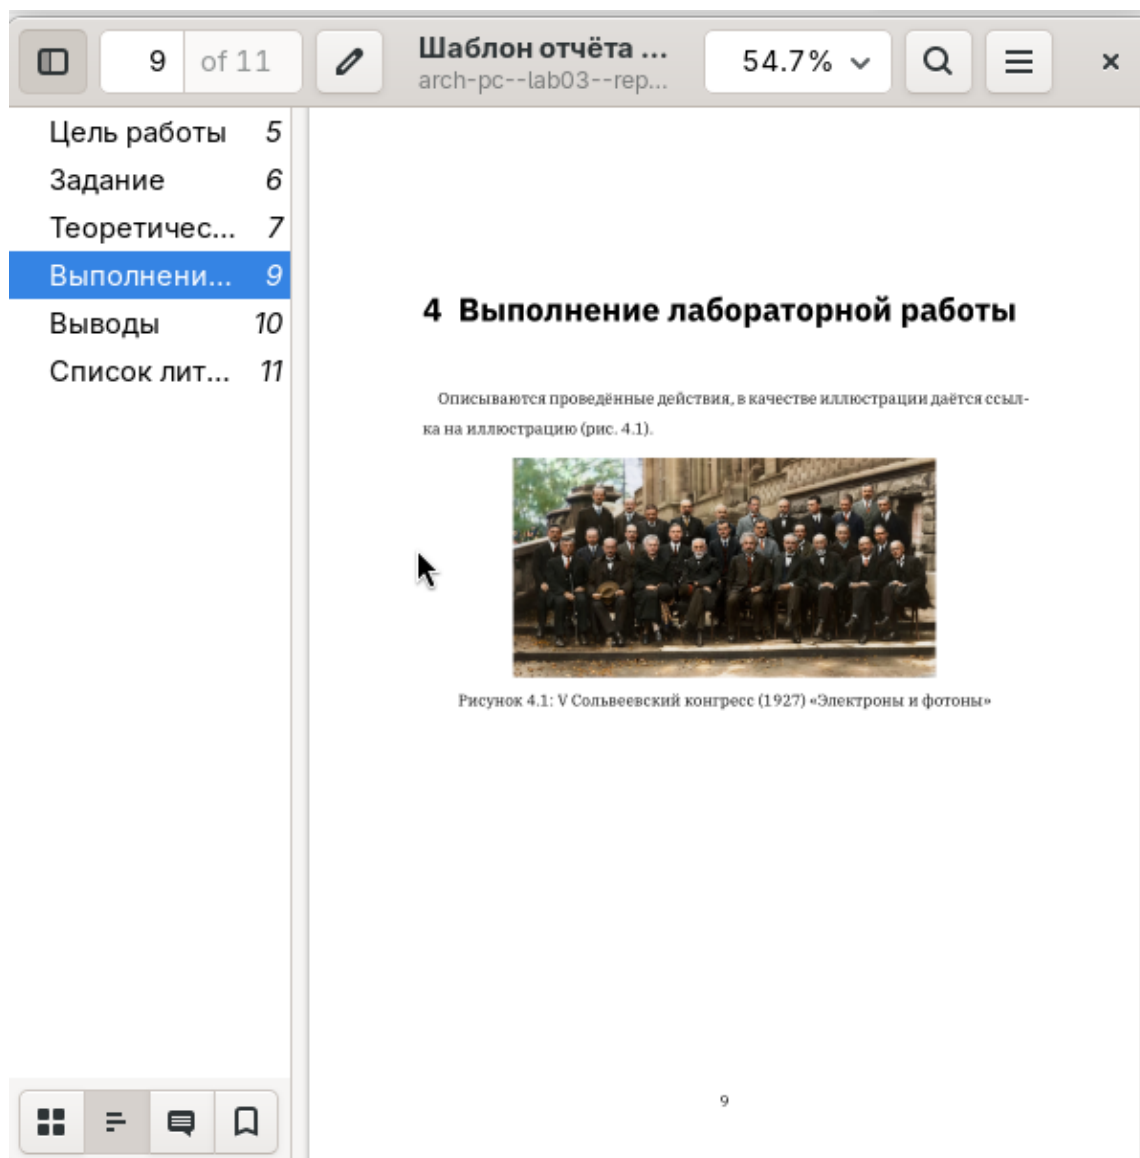 9 of 11
Шаблон отчёта ...
arch-pc--lab03--rep...
54.7%
Цель работы 5
Задание 6
Теоретичес... 7
Выполнени... 9
Выводы 10
Список лит... 11
4 Выполнение лабораторной работы
Описываются проведённые действия, в качестве иллюстрации даётся ссыл-
ка на иллюстрацию (рис. 4.1).
Рисунок 4.1: V Сольвеевский конгресс (1927) «Электроны и фотоны»
9